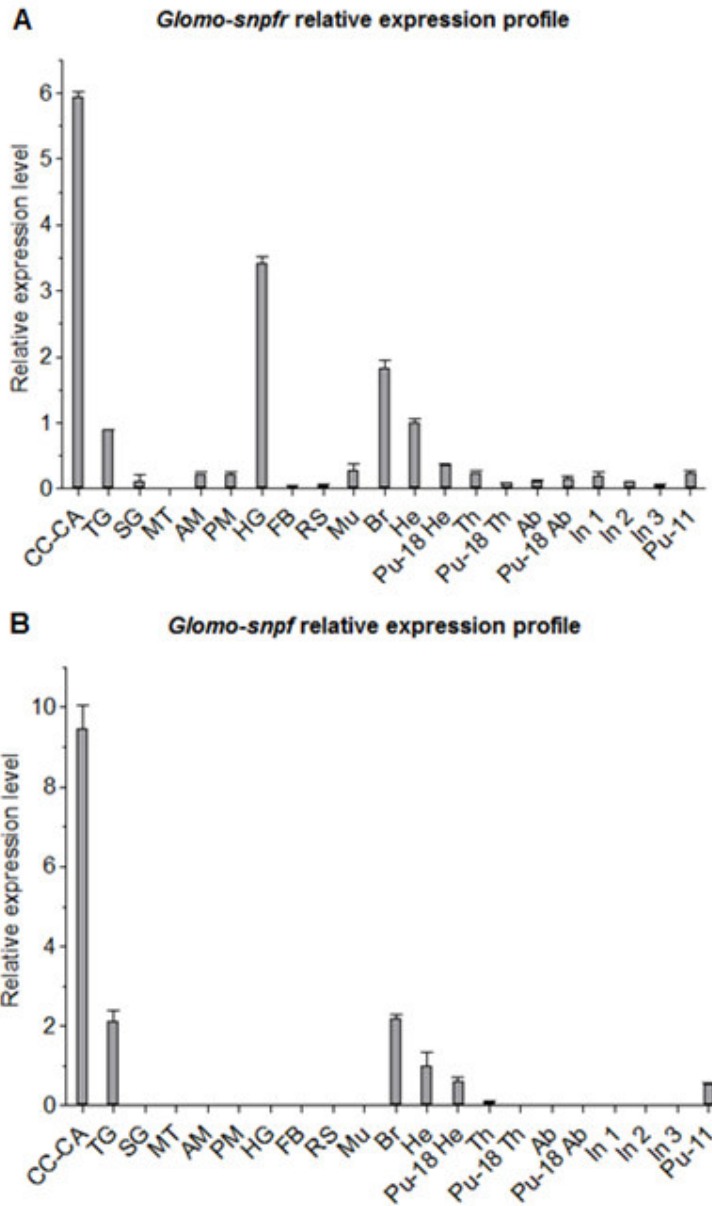 A Glomo-snpfr relative expression profile
Relative expression level
6
5
4
3
2
1
0
CC-CA TG SG MT AM PM HG FB RS Mu Br He Pu-18 He Th Pu-18 Th Ab Pu-18 Ab In 1 In 2 In 3 Pu-11
B Glomo-snpf relative expression profile
Relative expression level
10
8
6
4
2
0
CC-CA TG SG MT AM PM HG FB RS Mu Br He Pu-18 He Th Pu-18 Th Ab Pu-18 Ab In 1 In 2 In 3 Pu-11